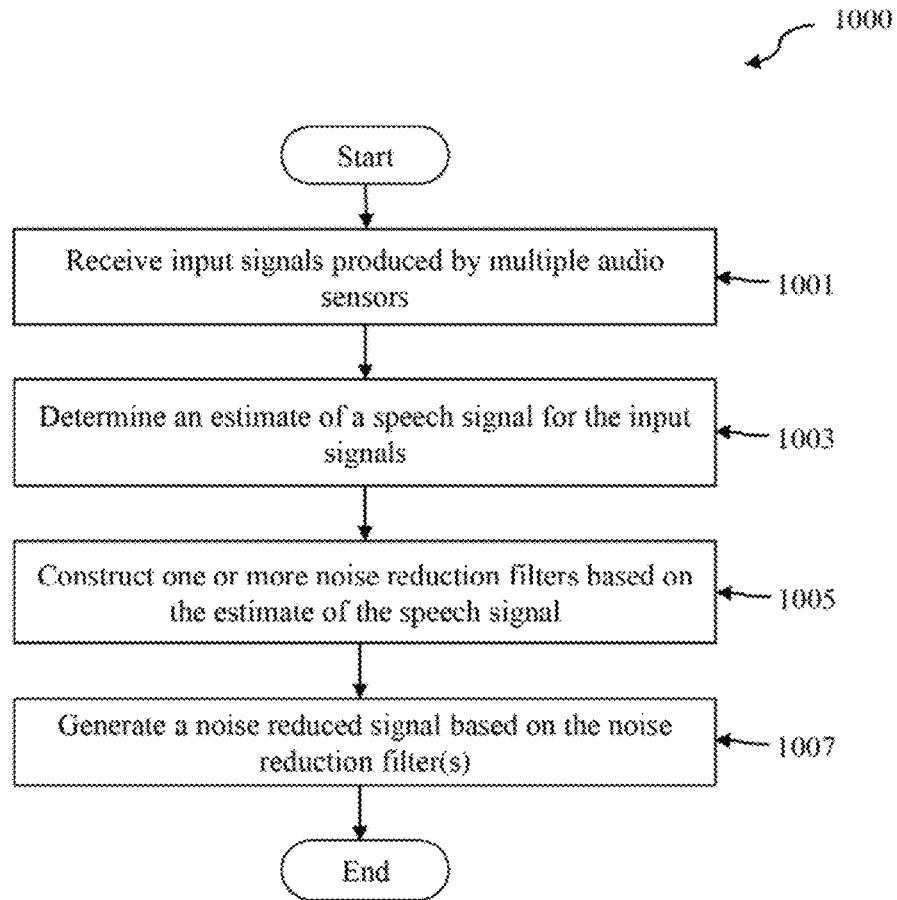 1000
Start
Receive input signals produced by multiple audio
sensors
1001
Determine an estimate of a speech signal for the input
signals
1003
Construct one or more noise reduction filters based on
the estimate of the speech signal
1005
Generate a noise reduced signal based on the noise
reduction filter(s)
1007
End